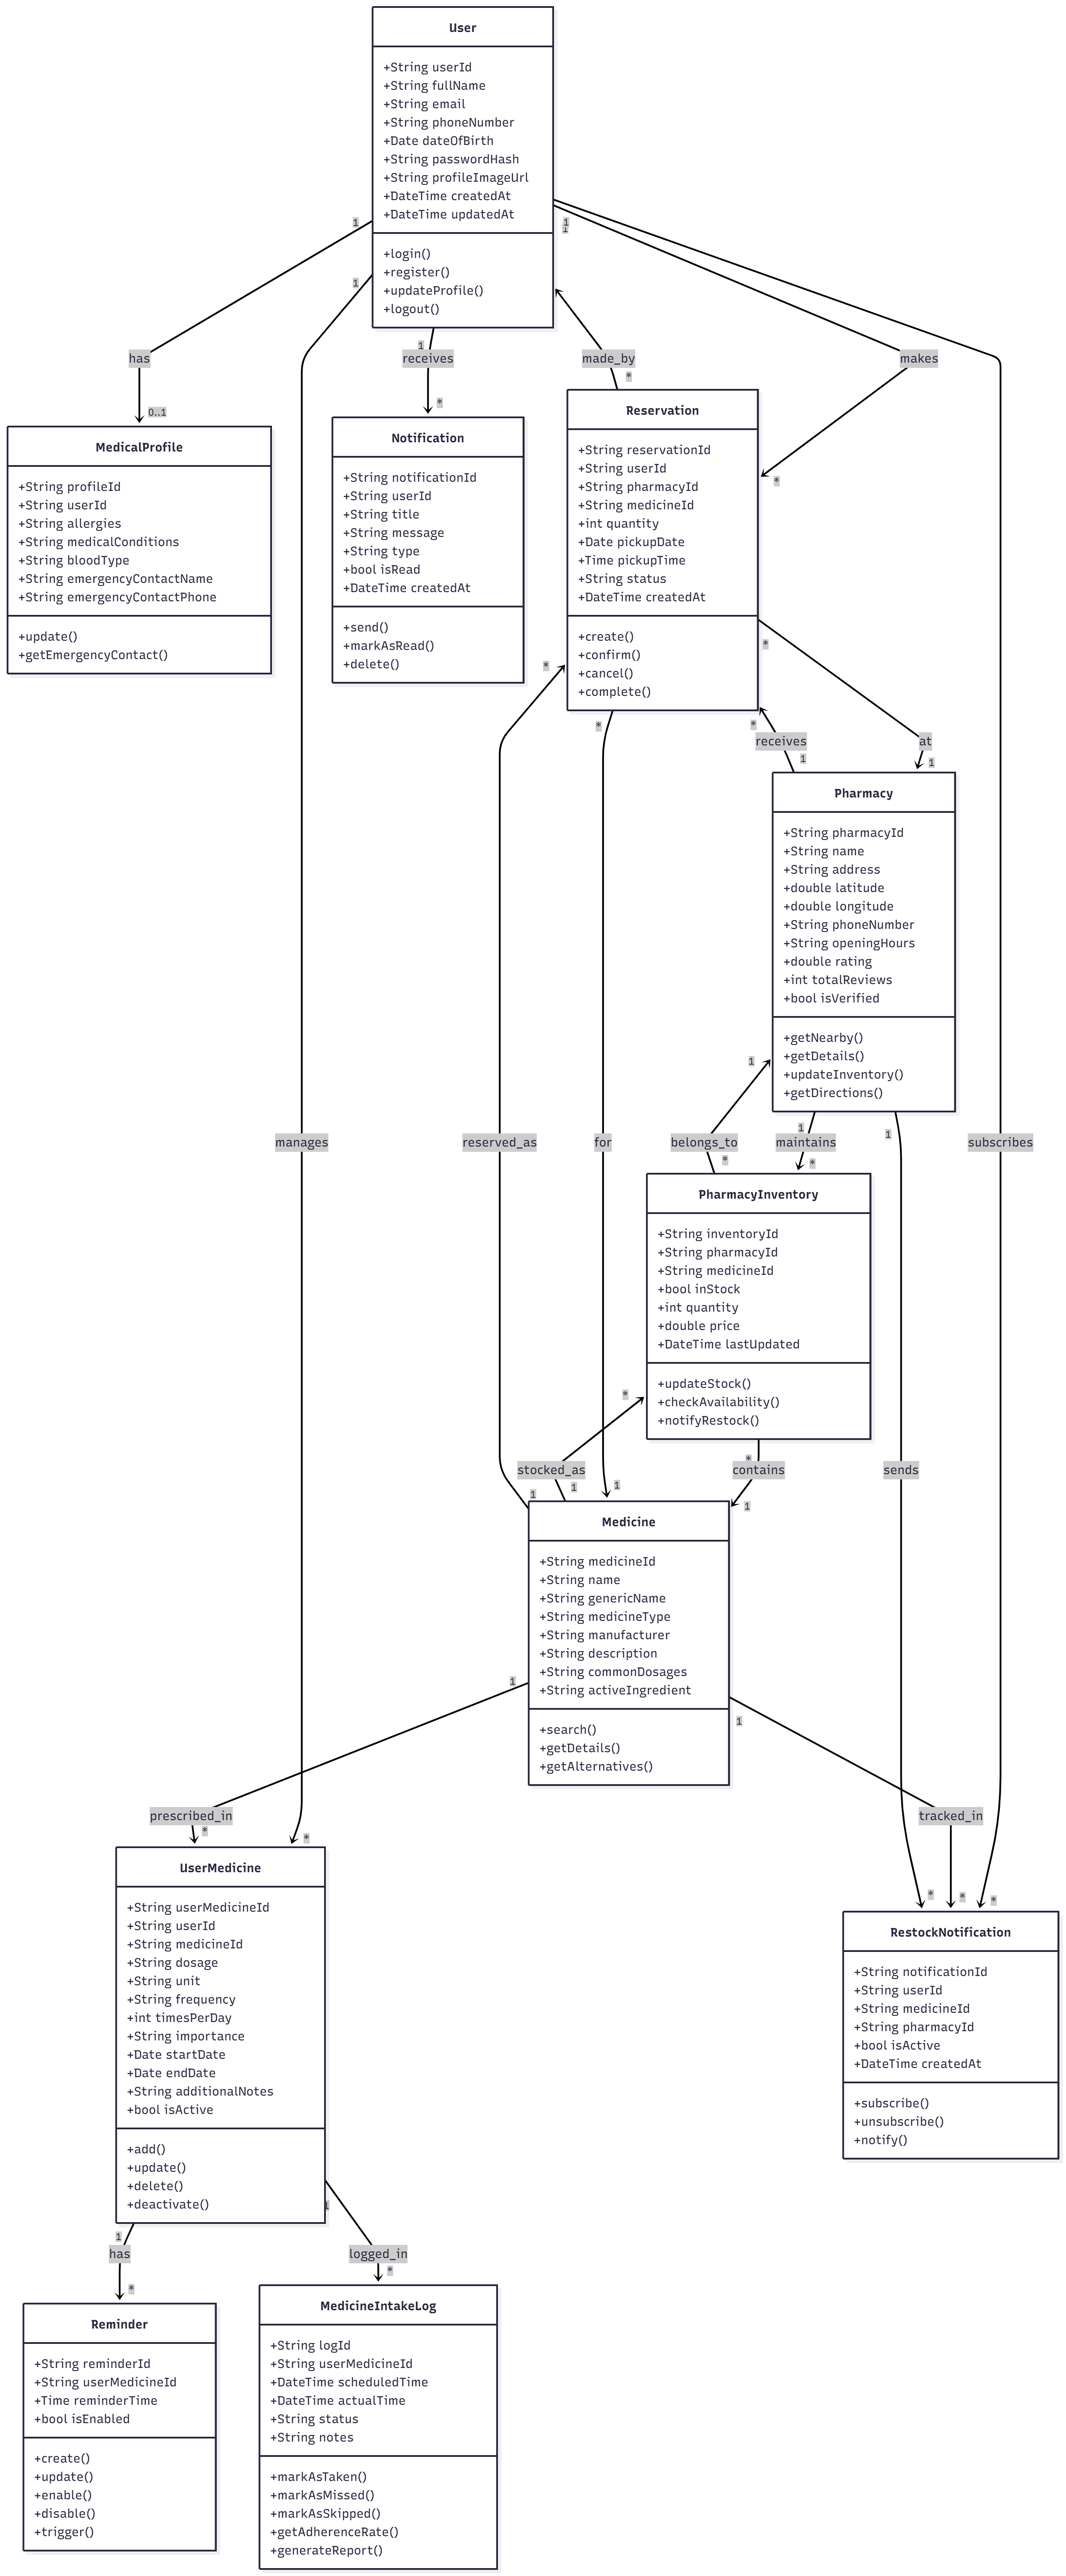 User
+String userId
+String fullName
+String email
+String phoneNumber
+Date dateOfBirth
+String passwordHash
+String profileImageUrl
+DateTime createdAt
+DateTime updatedAt
+login()
+register()
+updateProfile()
+logout()
1
1
1
1
1
has
receives
made_by
makes
0..1
*
*
*
MedicalProfile
+String profileId
+String userId
+String allergies
+String medicalConditions
+String bloodType
+String emergencyContactName
+String emergencyContactPhone
+update()
+getEmergencyContact()
Notification
+String notificationId
+String userId
+String title
+String message
+String type
+bool isRead
+DateTime createdAt
+send()
+markAsRead()
+delete()
Reservation
+String reservationId
+String userId
+String pharmacyId
+String medicineId
+int quantity
+Date pickupDate
+Time pickupTime
+String status
+DateTime createdAt
+create()
+confirm()
+cancel()
+complete()
*
*
*
*
receives
at
1
1
Pharmacy
+String pharmacyId
+String name
+String address
+double latitude
+double longitude
+String phoneNumber
+String openingHours
+double rating
+int totalReviews
+bool isVerified
+getNearby()
+getDetails()
+updateInventory()
+getDirections()
1
1
1
manages
reserved_as
for
belongs_to
maintains
subscribes
*
*
PharmacyInventory
+String inventoryId
+String pharmacyId
+String medicineId
+bool inStock
+int quantity
+double price
+DateTime lastUpdated
+updateStock()
+checkAvailability()
+notifyRestock()
*
*
stocked_as
contains
sends
1
1
1
1
Medicine
+String medicineId
+String name
+String genericName
+String medicineType
+String manufacturer
+String description
+String commonDosages
+String activeIngredient
+search()
+getDetails()
+getAlternatives()
1
1
prescribed_in
tracked_in
*
*
*
*
*
UserMedicine
+String userMedicineId
+String userId
+String medicineId
+String dosage
+String unit
+String frequency
+int timesPerDay
+String importance
+Date startDate
+Date endDate
+String additionalNotes
+bool isActive
+add()
+update()
+delete()
+deactivate()
RestockNotification
+String notificationId
+String userId
+String medicineId
+String pharmacyId
+bool isActive
+DateTime createdAt
+subscribe()
+unsubscribe()
+notify()
1
1
has
logged_in
*
*
Reminder
+String reminderId
+String userMedicineId
+Time reminderTime
+bool isEnabled
+create()
+update()
+enable()
+disable()
+trigger()
MedicineIntakeLog
+String logId
+String userMedicineId
+DateTime scheduledTime
+DateTime actualTime
+String status
+String notes
+markAsTaken()
+markAsMissed()
+markAsSkipped()
+getAdherenceRate()
+generateReport()